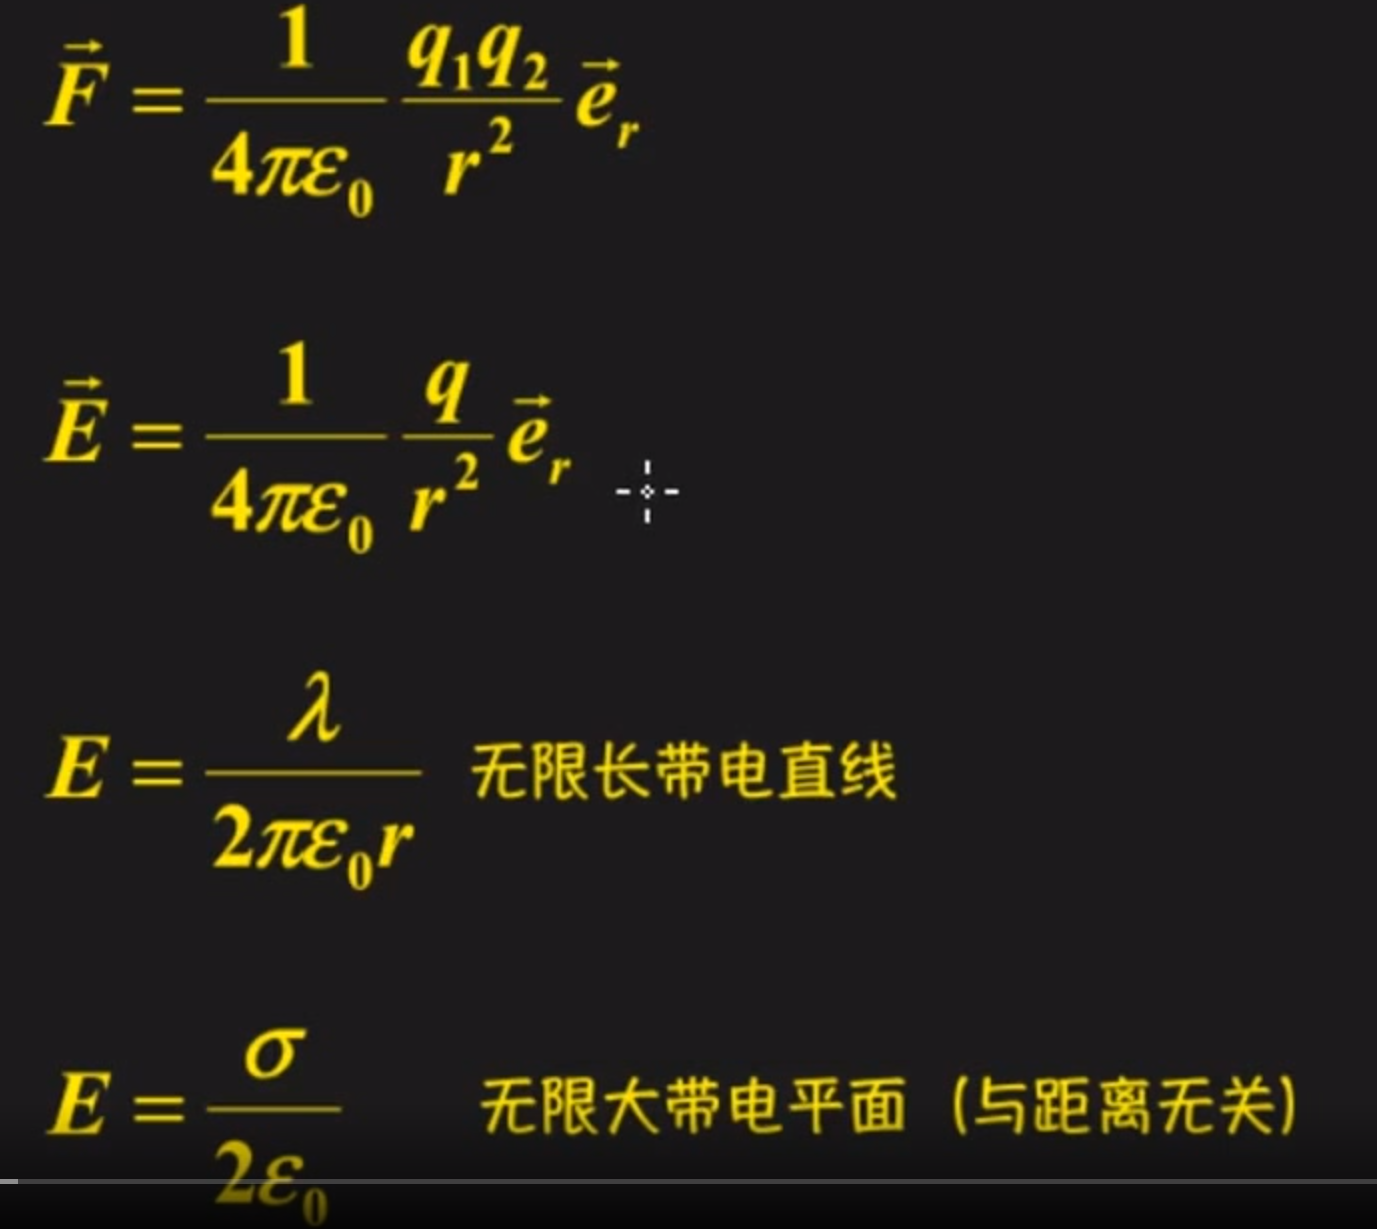 $\vec{F} = \frac{1}{4\pi\varepsilon_0} \frac{q_1 q_2}{r^2} \vec{e}_r$
$\vec{E} = \frac{1}{4\pi\varepsilon_0} \frac{q}{r^2} \vec{e}_r$
$E = \frac{\lambda}{2\pi\varepsilon_0 r}$ 无限长带电直线
$E = \frac{\sigma}{2\varepsilon_0}$ 无限大带电平面（与距离无关）